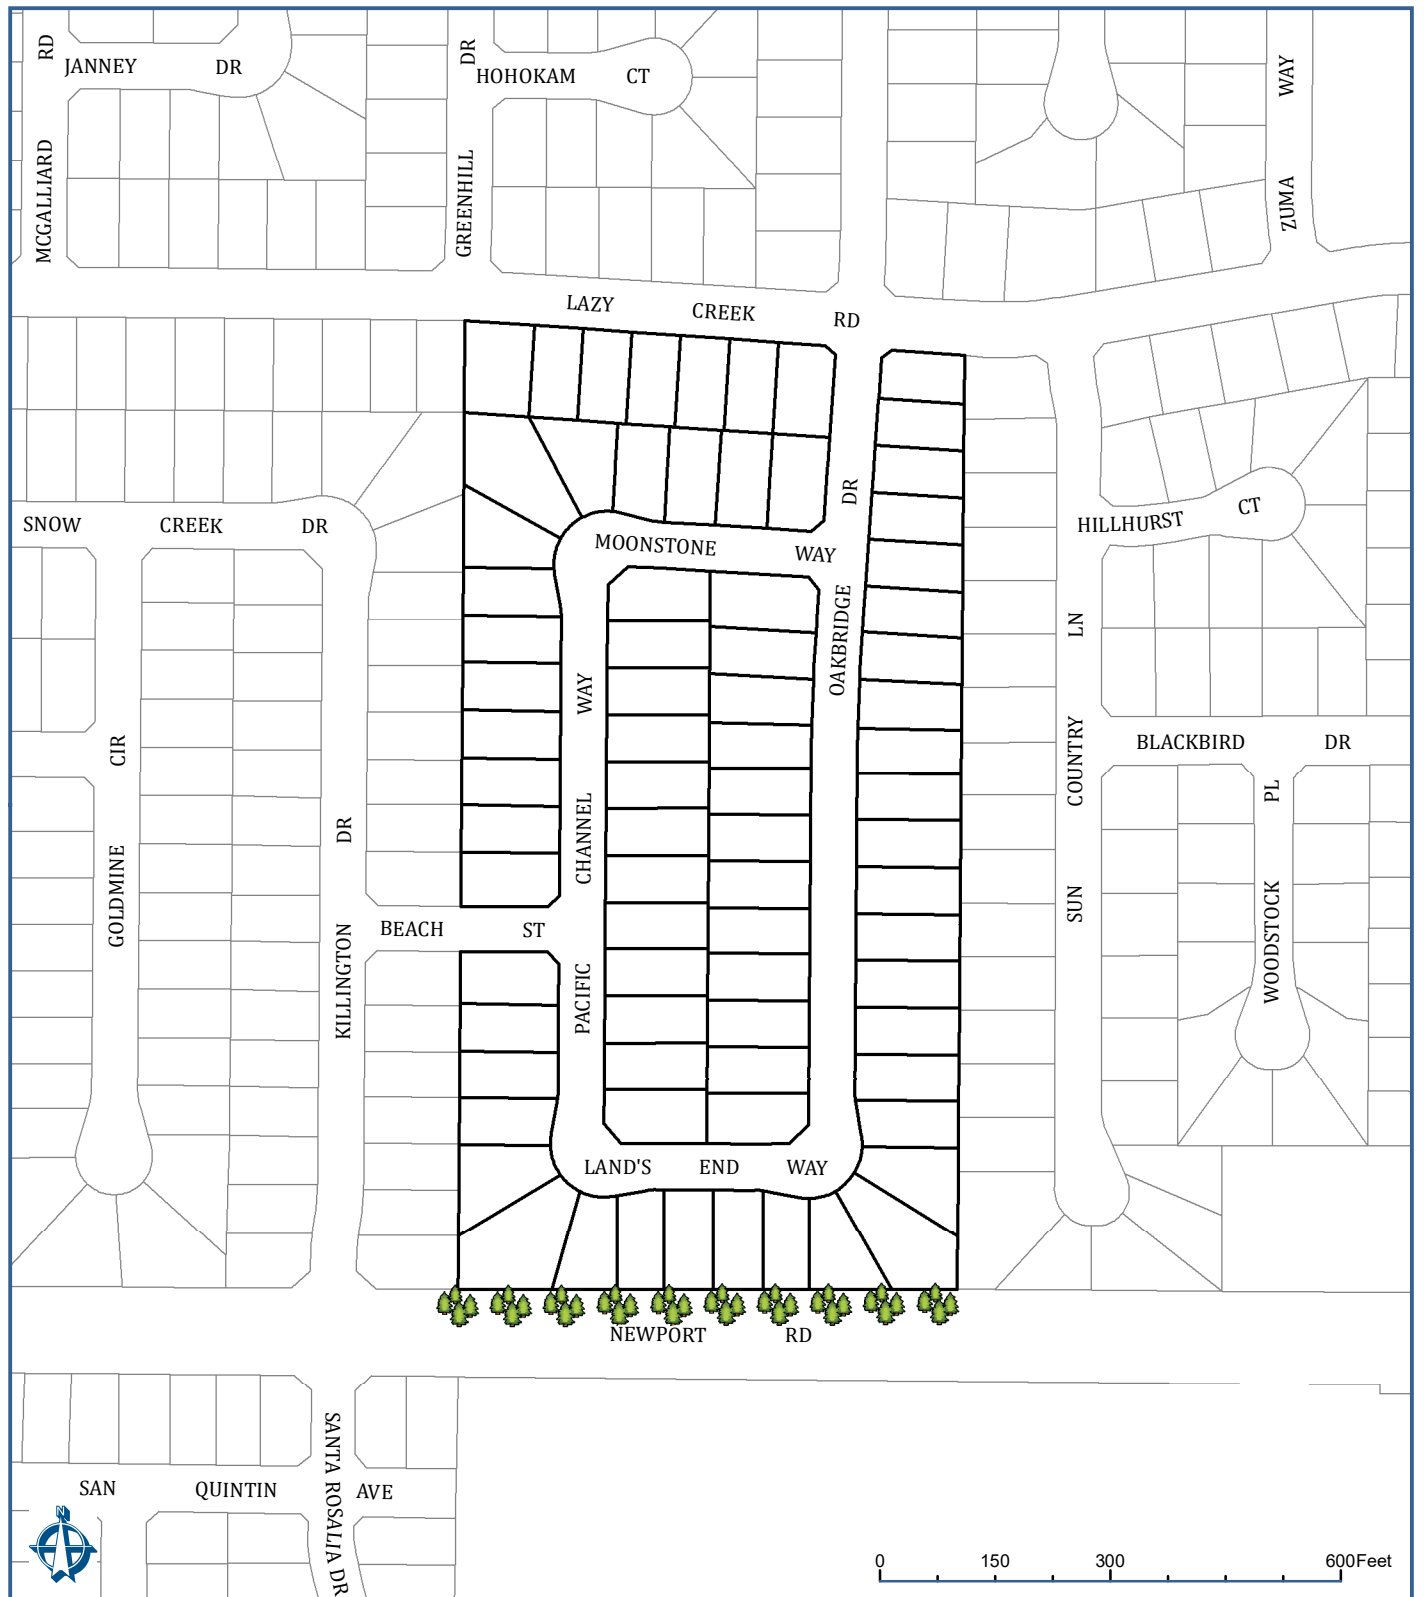 RD
JANNEY DR
MCGALLIARD
DR
GREENHILL
HOHOKAM CT
WAY
ZUMA
LAZY CREEK RD
SNOW CREEK DR
MOONSTONE WAY
DR
OAKBRIDGE
HILLHURST CT
LN
COUNTRY
SUN
BLACKBIRD DR
PL
WOODSTOCK
CIR
GOLDMINE
DR
KILLINGTON
WAY
CHANNEL
PACIFIC
BEACH ST
LAND'S END WAY
NEWPORT RD
SANTA ROSALIA DR
SAN QUINTIN AVE
N
0 150 300 600Feet